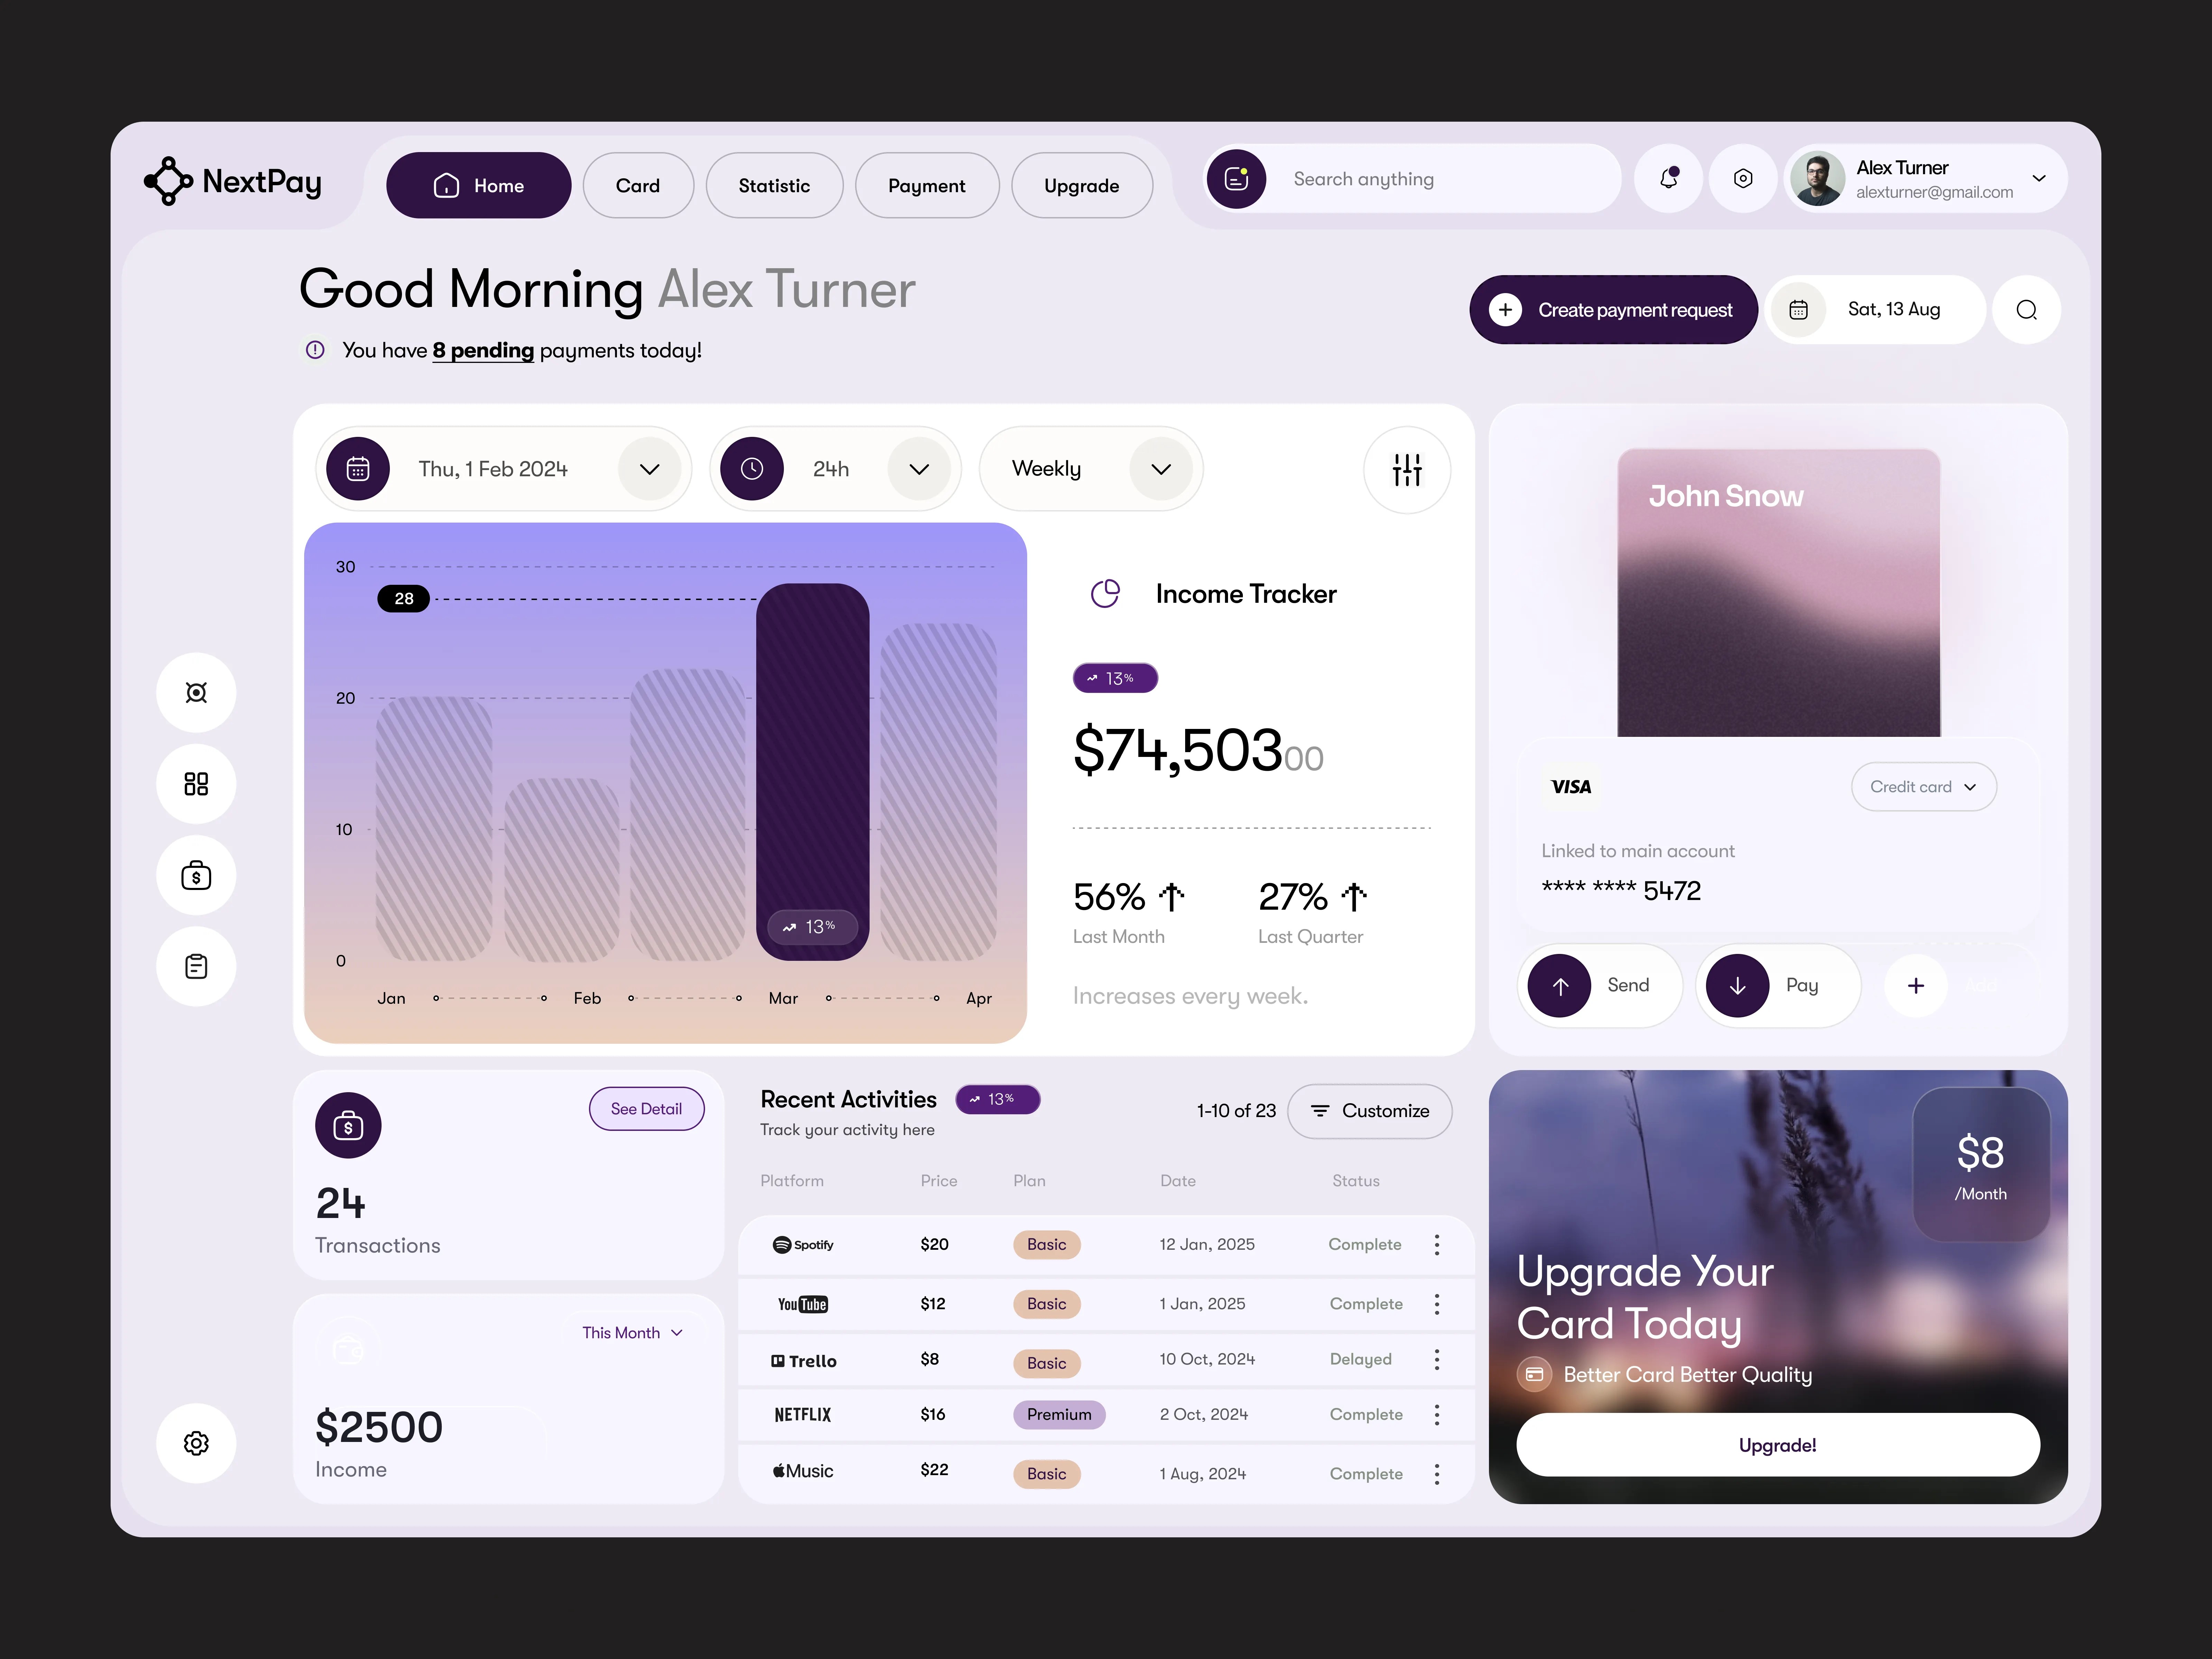 NextPay
Home
Card
Statistic
Payment
Upgrade
Search anything
Alex Turner
alexturner@gmail.com
Good Morning Alex Turner
You have 8 pending payments today!
Create payment request
Sat, 13 Aug
Thu, 1 Feb 2024
24h
Weekly
30
28
20
10
0
13%
Jan
Feb
Mar
Apr
Income Tracker
13%
$74,50300
56%
Last Month
27%
Last Quarter
Increases every week.
John Snow
VISA
Credit card
Linked to main account
**** **** 5472
Send
Pay
Add
$
See Detail
24
Transactions
This Month
$2500
Income
Recent Activities
13%
Track your activity here
1-10 of 23
Customize
Platform Price Plan Date Status
Spotify $20 Basic 12 Jan, 2025 Complete
YouTube $12 Basic 1 Jan, 2025 Complete
Trello $8 Basic 10 Oct, 2024 Delayed
NETFLIX $16 Premium 2 Oct, 2024 Complete
Music $22 Basic 1 Aug, 2024 Complete
$8
/Month
Upgrade Your
Card Today
Better Card Better Quality
Upgrade!